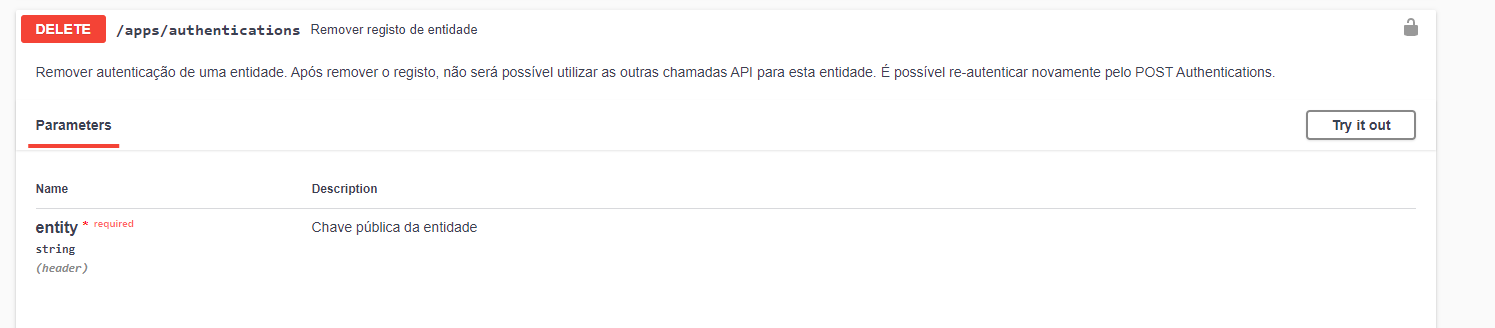 DELETE /apps/authentications Remover registo de entidade
Remover autenticação de uma entidade. Após remover o registo, não será possível utilizar as outras chamadas API para esta entidade. É possível re-autenticar novamente pelo POST Authentications.
Parameters Try it out
Name Description
entity * required Chave pública da entidade
string
(header)